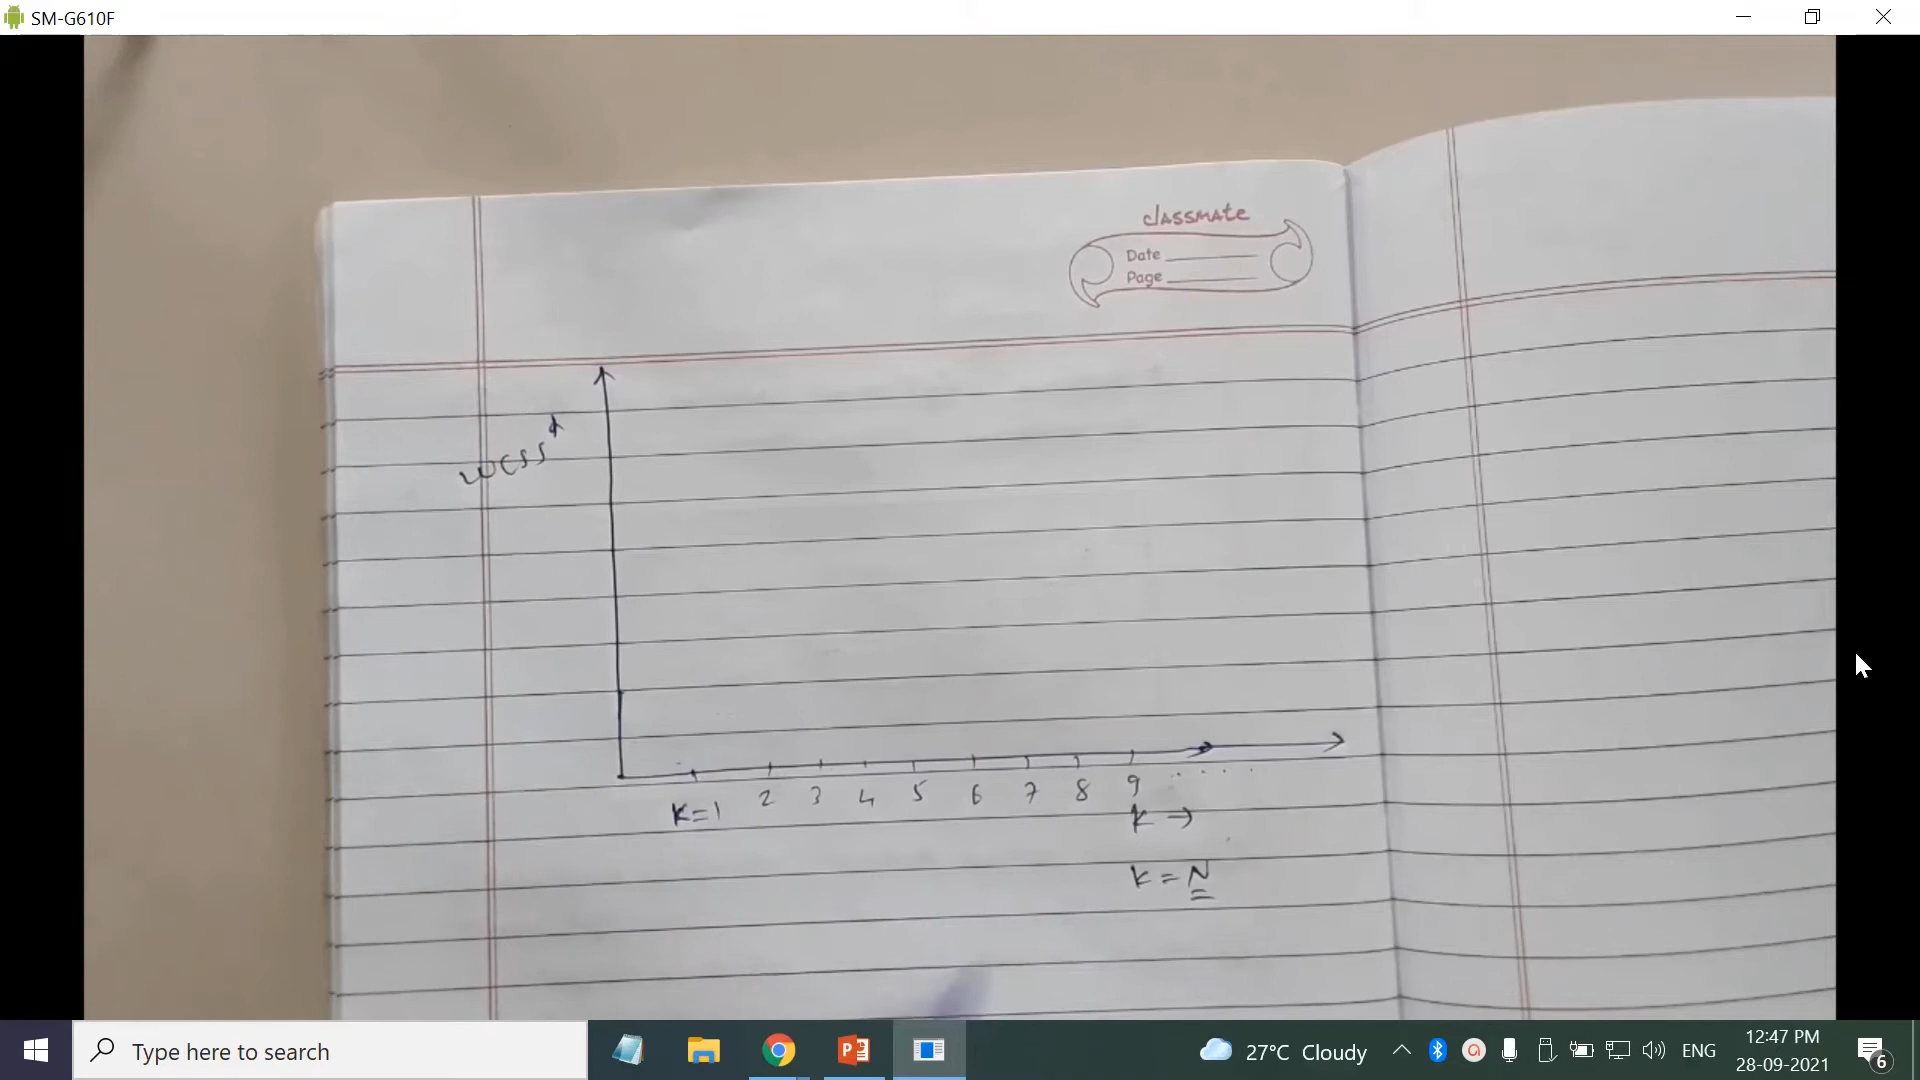 SM-G610F
classmate
Date
Page
WCSS
K=1 2 3 4 5 6 7 8 9 . . . .
k →
k = N
Type here to search
27°C Cloudy
ENG
12:47 PM
28-09-2021
6